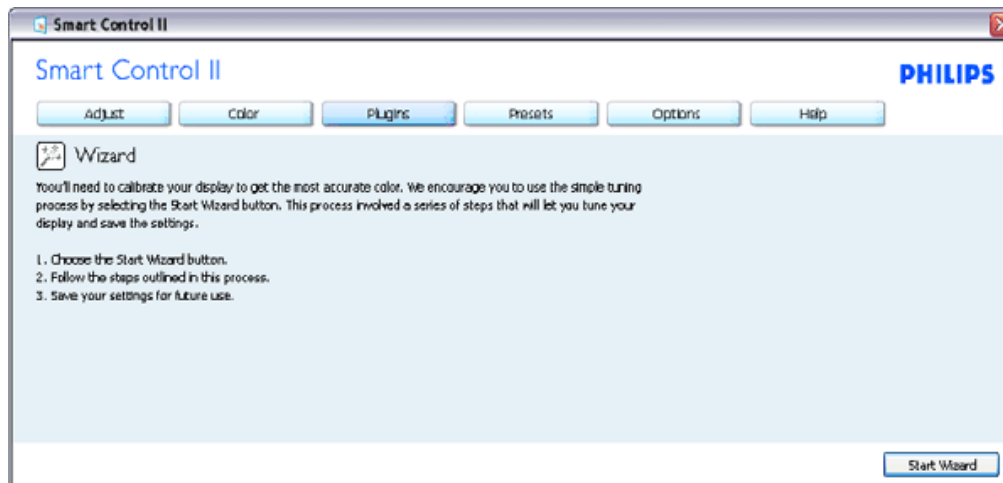 Smart Control II
Smart Control II
PHILIPS
Adjust Color Plugins Presets Options Help
Wizard
Yoou'll need to calibrate your display to get the most accurate color. We encourage you to use the simple tuning
process by selecting the Start Wizard button. This process involved a series of steps that will let you tune your
display and save the settings.
1. Choose the Start Wizard button.
2. Follow the steps outlined in this process.
3. Save your settings for future use.
Start Wizard